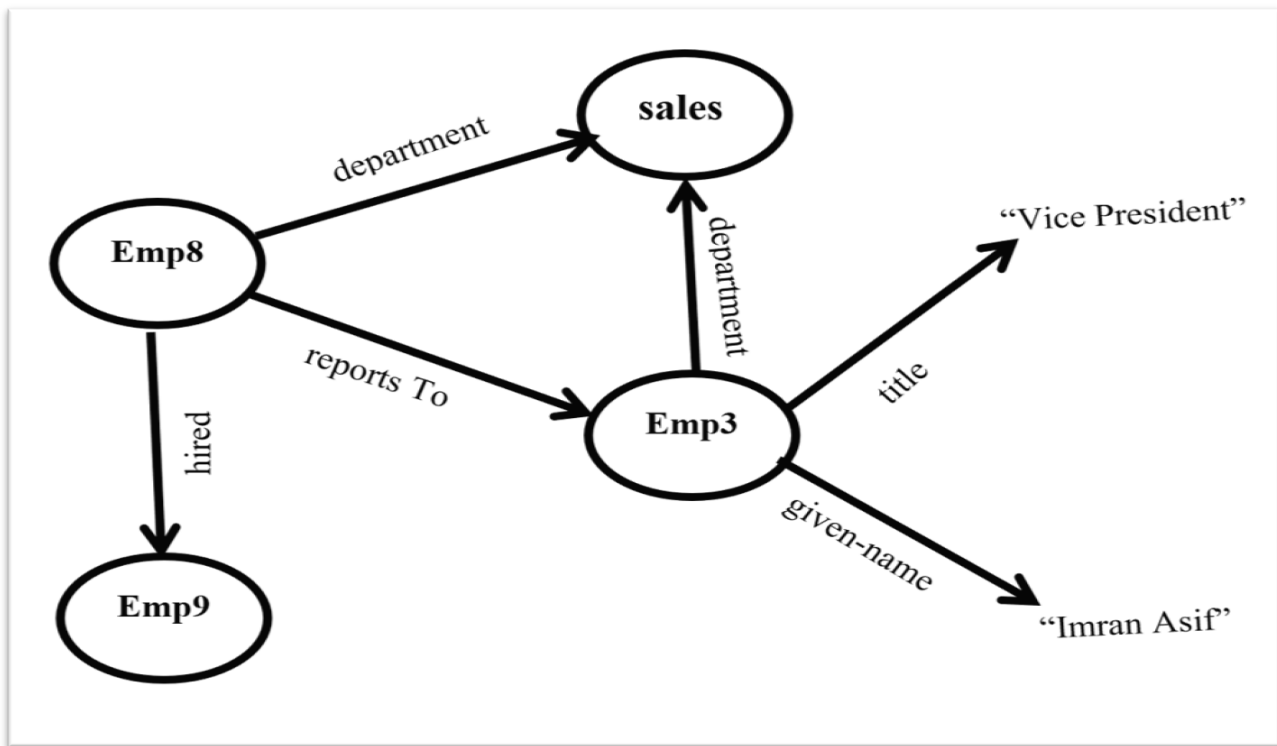 sales
department
“Vice President”
Emp8
department
reports To
title
Emp3
hired
given-name
Emp9
“Imran Asif”